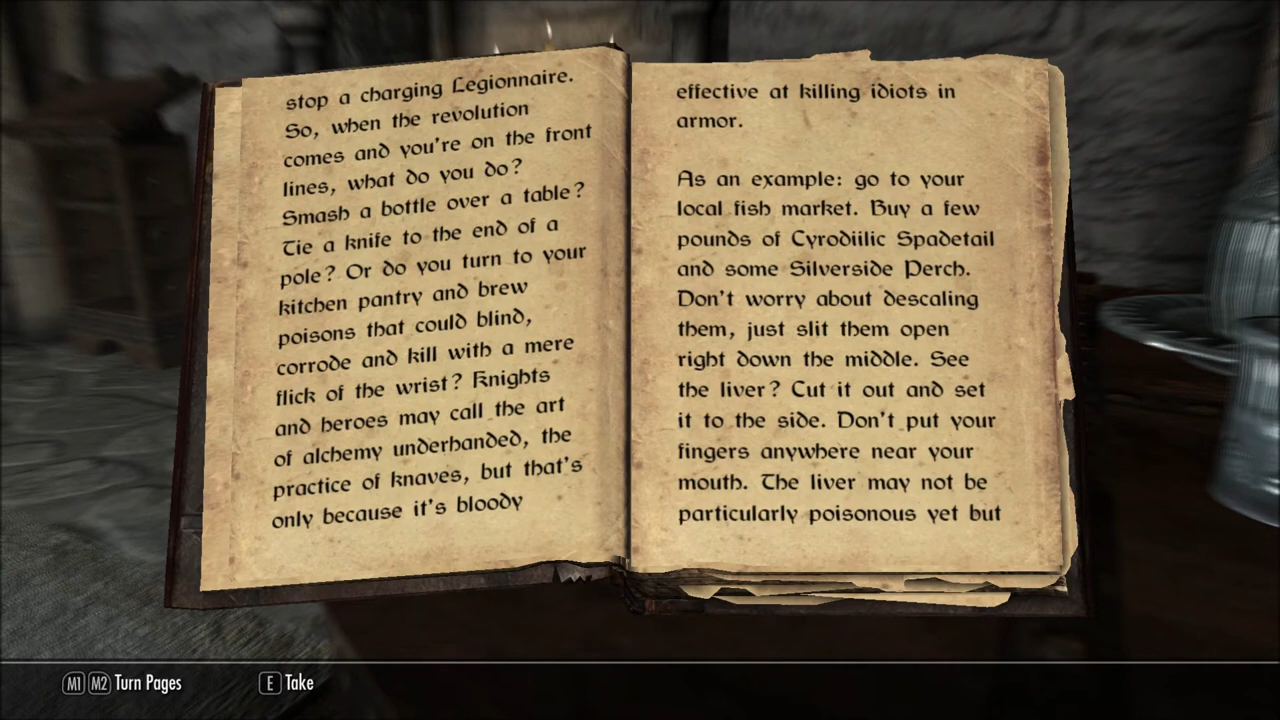 stop a charging Legionnaire.
So, when the revolution
comes and you're on the front
lines, what do you do?
Smash a bottle over a table?
Tie a knife to the end of a
pole? Or do you turn to your
kitchen pantry and brew
poisons that could blind,
corrode and kill with a mere
flick of the wrist? Knights
and heroes may call the art
of alchemy underhanded, the
practice of knaves, but that's
only because it's bloody
effective at killing idiots in
armor.
As an example: go to your
local fish market. Buy a few
pounds of Cyrodiilic Spadetail
and some Silverside Perch.
Don't worry about descaling
them, just slit them open
right down the middle. See
the liver? Cut it out and set
it to the side. Don't put your
fingers anywhere near your
mouth. The liver may not be
particularly poisonous yet but
M1 M2 Turn Pages
E Take